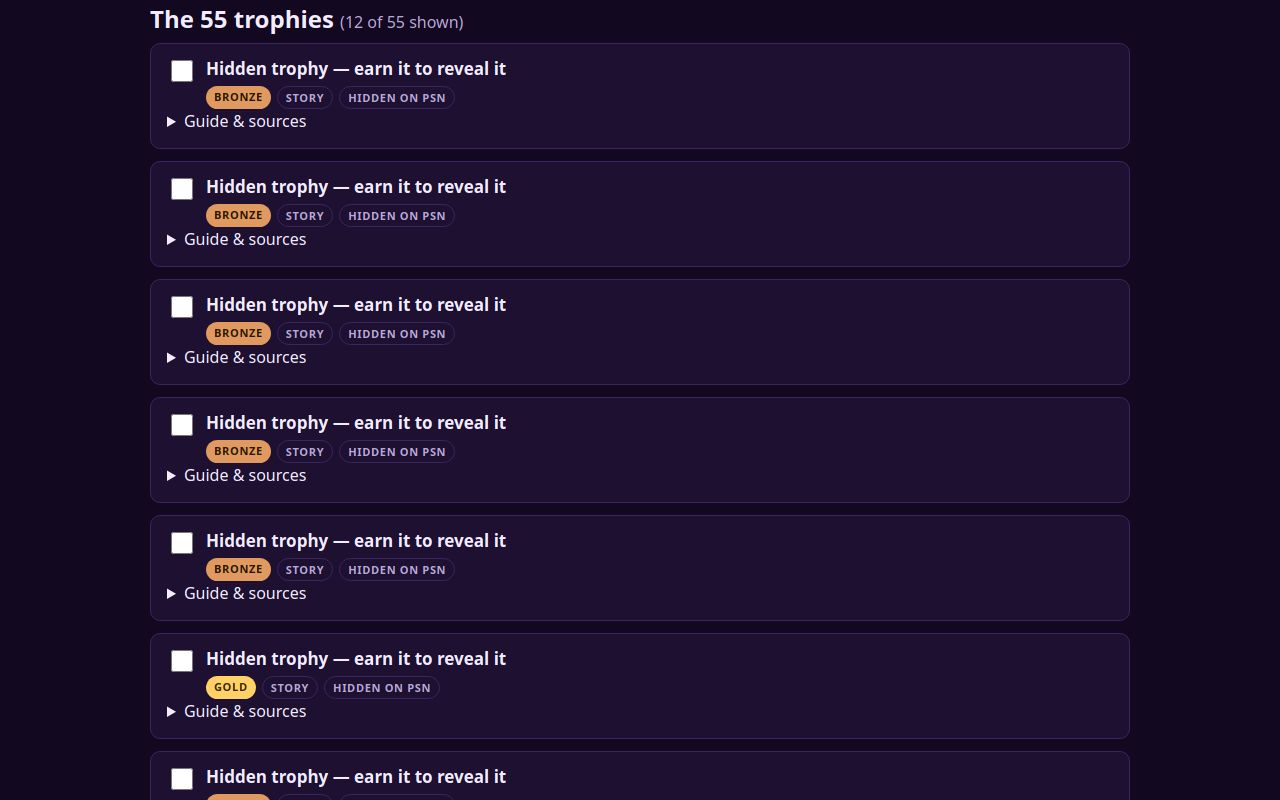 The 55 trophies (12 of 55 shown)
Hidden trophy — earn it to reveal it
BRONZE STORY HIDDEN ON PSN
Guide & sources
Hidden trophy — earn it to reveal it
BRONZE STORY HIDDEN ON PSN
Guide & sources
Hidden trophy — earn it to reveal it
BRONZE STORY HIDDEN ON PSN
Guide & sources
Hidden trophy — earn it to reveal it
BRONZE STORY HIDDEN ON PSN
Guide & sources
Hidden trophy — earn it to reveal it
BRONZE STORY HIDDEN ON PSN
Guide & sources
Hidden trophy — earn it to reveal it
GOLD STORY HIDDEN ON PSN
Guide & sources
Hidden trophy — earn it to reveal it